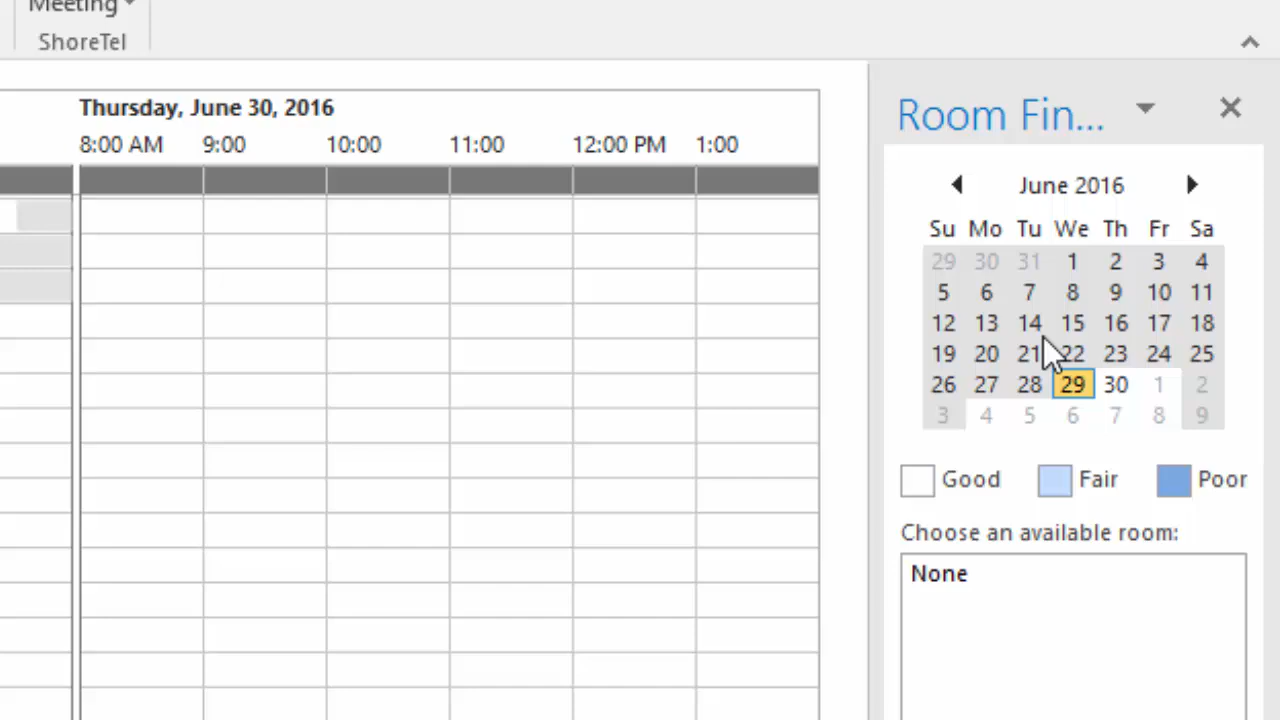 Meeting
ShoreTel
Thursday, June 30, 2016
8:00 AM 9:00 10:00 11:00 12:00 PM 1:00
Room Fin...
June 2016
Su Mo Tu We Th Fr Sa
29 30 31 1 2 3 4
5 6 7 8 9 10 11
12 13 14 15 16 17 18
19 20 21 22 23 24 25
26 27 28 29 30 1 2
3 4 5 6 7 8 9
Good Fair Poor
Choose an available room:
None